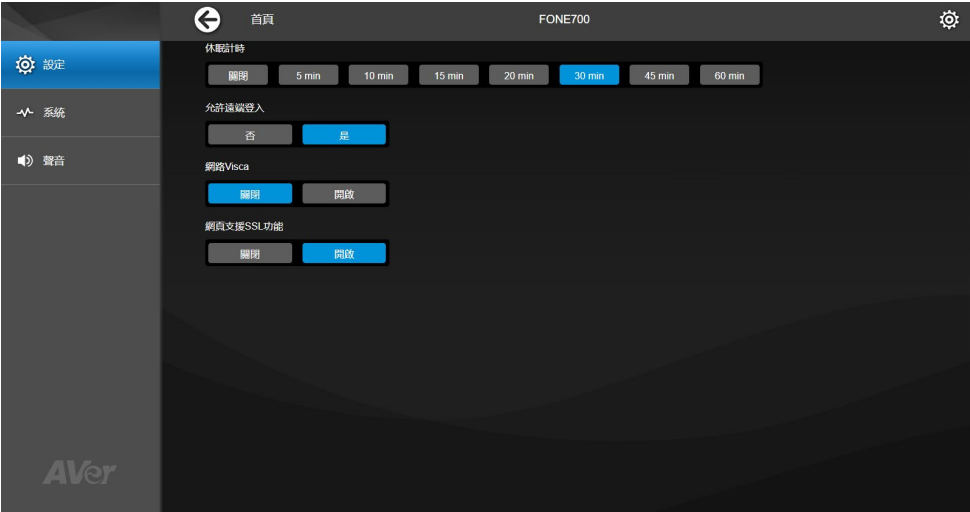 首頁 FONE700
設定
系統
聲音
休眠計時
關閉 5 min 10 min 15 min 20 min 30 min 45 min 60 min
允許遠端登入
否 是
網路Visca
關閉 開啟
網頁支援SSL功能
關閉 開啟
AVer